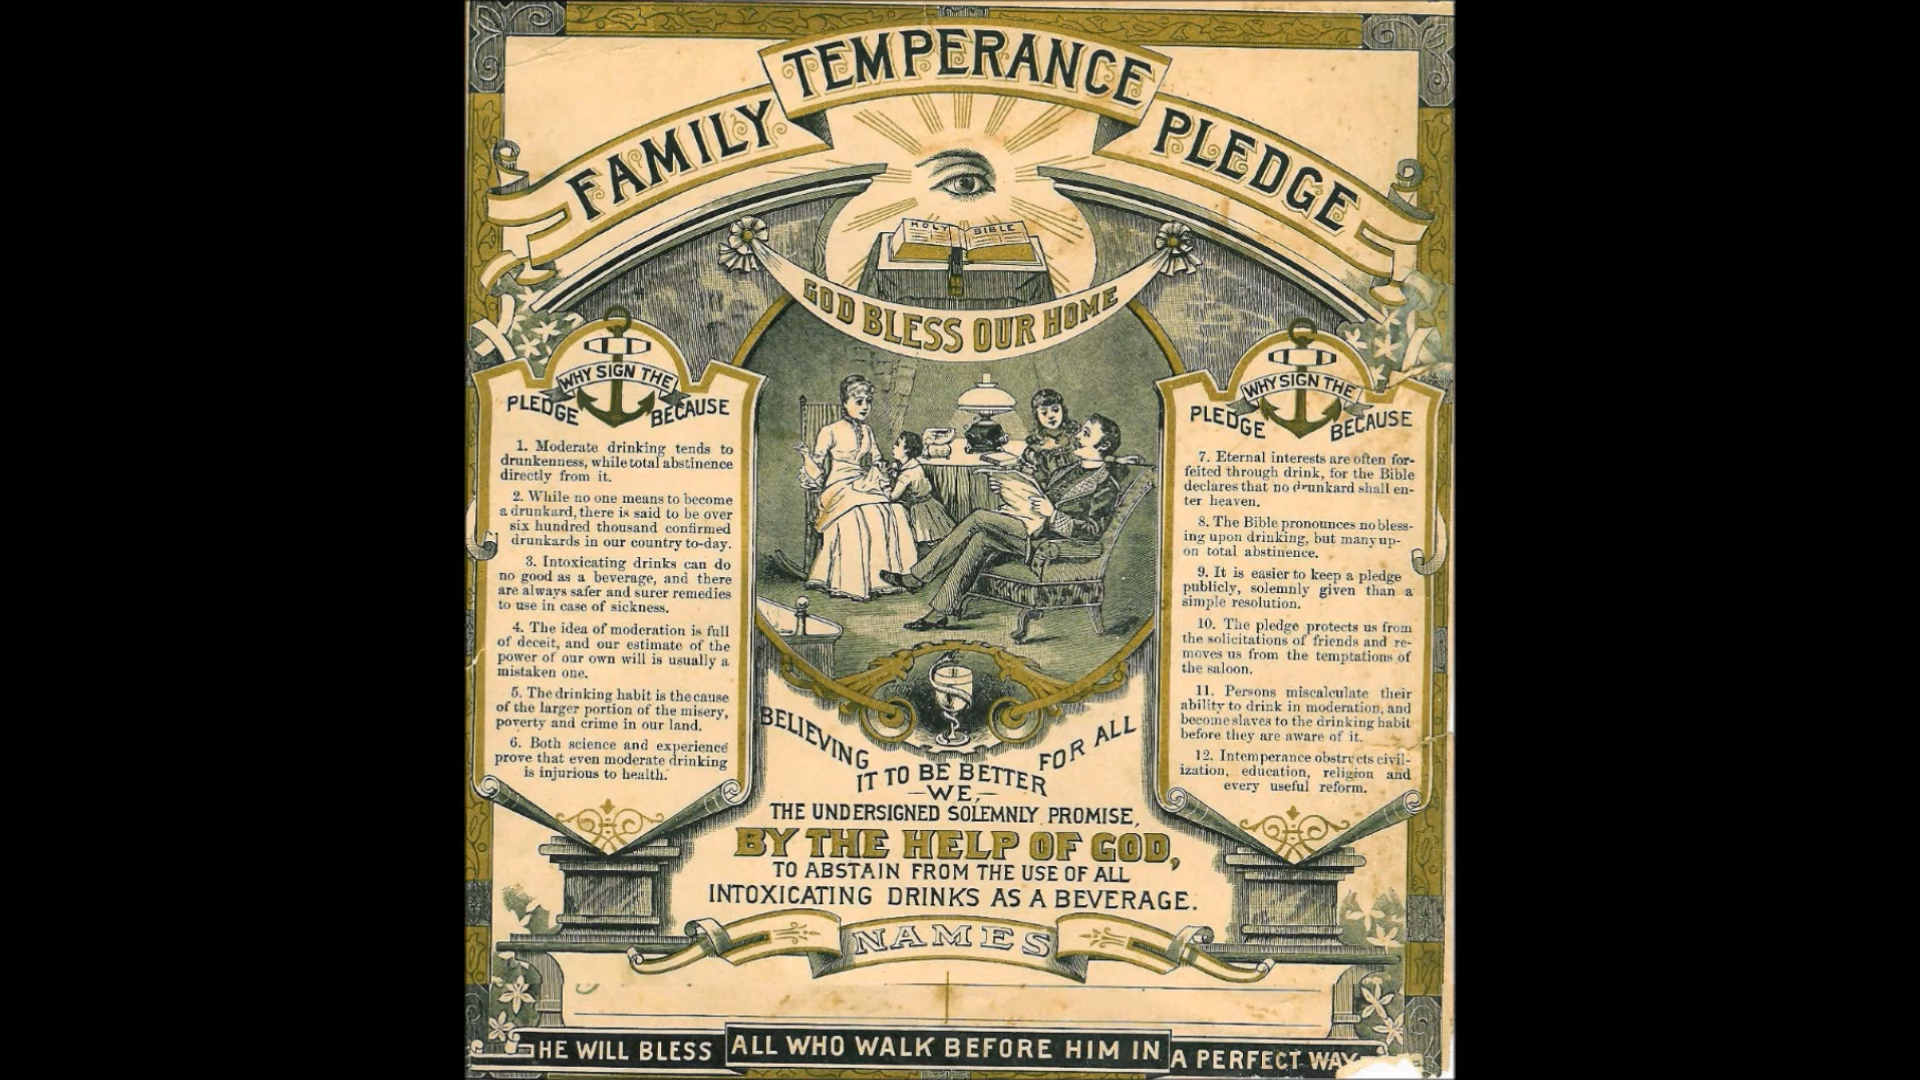 FAMILY TEMPERANCE PLEDGE
HOLY BIBLE
GOD BLESS OUR HOME
WHY SIGN THE
PLEDGE BECAUSE
1. Moderate drinking tends to
drunkenness, while total abstinence
directly from it.
2. While no one means to become
a drunkard, there is said to be over
six hundred thousand confirmed
drunkards in our country to-day.
3. Intoxicating drinks can do
no good as a beverage, and there
are always safer and surer remedies
to use in case of sickness.
4. The idea of moderation is full
of deceit, and our estimate of the
power of our own will is usually a
mistaken one.
5. The drinking habit is the cause
of the larger portion of the misery,
poverty and crime in our land.
6. Both science and experience
prove that even moderate drinking
is injurious to health.
WHY SIGN THE
PLEDGE BECAUSE
7. Eternal interests are often for-
feited through drink, for the Bible
declares that no drunkard shall en-
ter heaven.
8. The Bible pronounces no bless-
ing upon drinking, but many up-
on total abstinence.
9. It is easier to keep a pledge
publicly, solemnly given than a
simple resolution.
10. The pledge protects us from
the solicitations of friends and re-
moves us from the temptations of
the saloon.
11. Persons miscalculate their
ability to drink in moderation, and
become slaves to the drinking habit
before they are aware of it.
12. Intemperance obstructs civil-
ization, education, religion and
every useful reform.
BELIEVING IT TO BE BETTER FOR ALL
—WE,—
THE UNDERSIGNED SOLEMNLY PROMISE,
BY THE HELP OF GOD,
TO ABSTAIN FROM THE USE OF ALL
INTOXICATING DRINKS AS A BEVERAGE.
NAMES
HE WILL BLESS ALL WHO WALK BEFORE HIM IN A PERFECT WAY